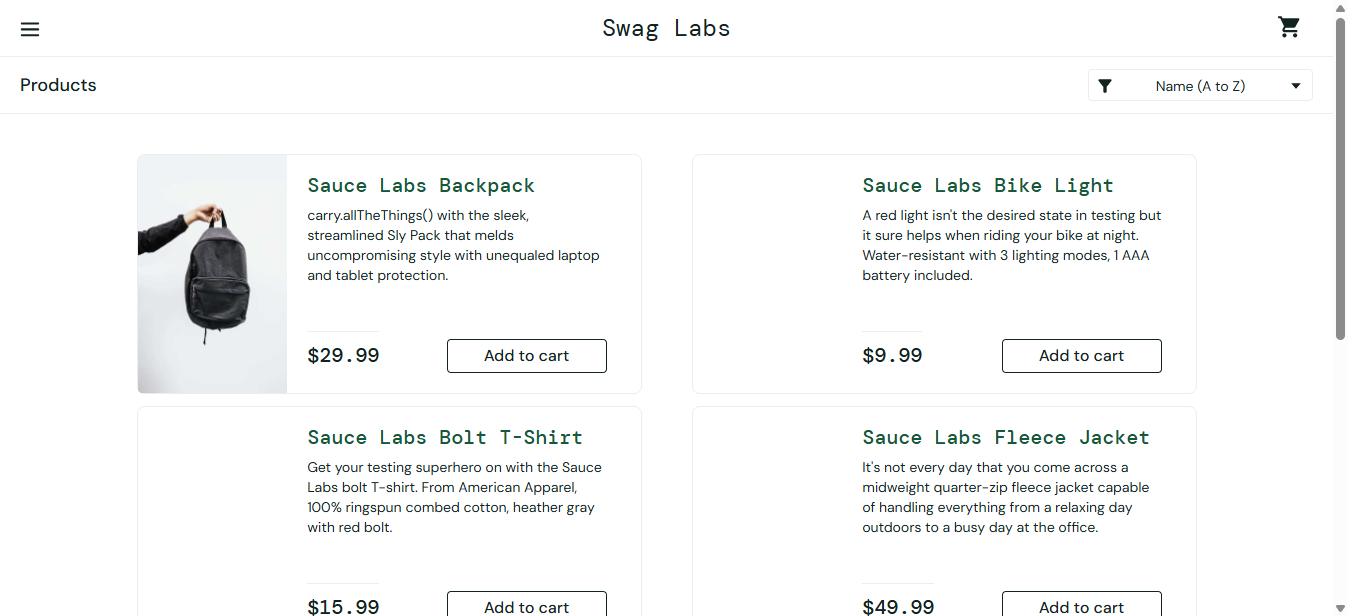 Swag Labs
Products
Name (A to Z)
Sauce Labs Backpack
carry.allTheThings() with the sleek,
streamlined Sly Pack that melds
uncompromising style with unequaled laptop
and tablet protection.
$29.99
Add to cart
Sauce Labs Bike Light
A red light isn't the desired state in testing but
it sure helps when riding your bike at night.
Water-resistant with 3 lighting modes, 1 AAA
battery included.
$9.99
Add to cart
Sauce Labs Bolt T-Shirt
Get your testing superhero on with the Sauce
Labs bolt T-shirt. From American Apparel,
100% ringspun combed cotton, heather gray
with red bolt.
$15.99
Add to cart
Sauce Labs Fleece Jacket
It's not every day that you come across a
midweight quarter-zip fleece jacket capable
of handling everything from a relaxing day
outdoors to a busy day at the office.
$49.99
Add to cart